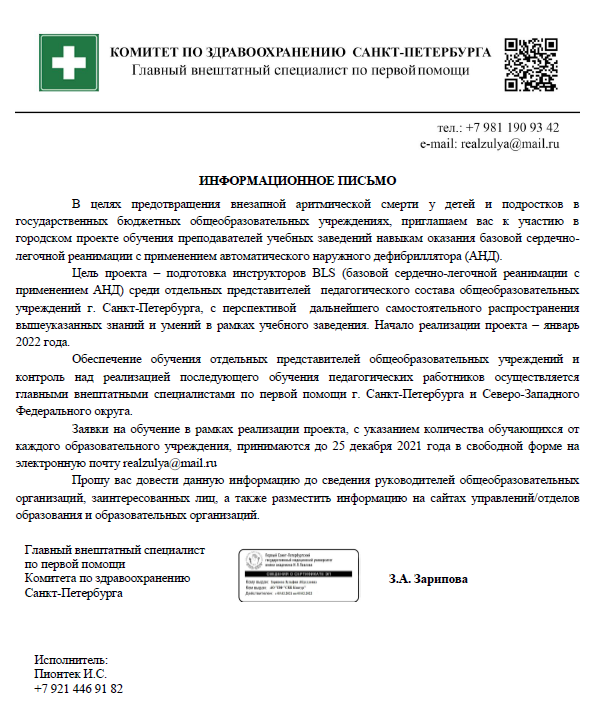 КОМИТЕТ ПО ЗДРАВООХРАНЕНИЮ САНКТ-ПЕТЕРБУРГА
Главный внештатный специалист по первой помощи
тел.: +7 981 190 93 42
e-mail: realzulya@mail.ru
ИНФОРМАЦИОННОЕ ПИСЬМО
В целях предотвращения внезапной аритмической смерти у детей и подростков в
государственных бюджетных общеобразовательных учреждениях, приглашаем вас к участию в
городском проекте обучения преподавателей учебных заведений навыкам оказания базовой сердечно-
легочной реанимации с применением автоматического наружного дефибриллятора (АНД).
Цель проекта – подготовка инструкторов BLS (базовой сердечно-легочной реанимации с
применением АНД) среди отдельных представителей педагогического состава общеобразовательных
учреждений г. Санкт-Петербурга, с перспективой дальнейшего самостоятельного распространения
вышеуказанных знаний и умений в рамках учебного заведения. Начало реализации проекта – январь
2022 года.
Обеспечение обучения отдельных представителей общеобразовательных учреждений и
контроль над реализацией последующего обучения педагогических работников осуществляется
главными внештатными специалистами по первой помощи г. Санкт-Петербурга и Северо-Западного
Федерального округа.
Заявки на обучение в рамках реализации проекта, с указанием количества обучающихся от
каждого образовательного учреждения, принимаются до 25 декабря 2021 года в свободной форме на
электронную почту realzulya@mail.ru
Прошу вас довести данную информацию до сведения руководителей общеобразовательных
организаций, заинтересованных лиц, а также разместить информацию на сайтах управлений/отделов
образования и образовательных организаций.
Главный внештатный специалист
по первой помощи
Комитета по здравоохранению
Санкт-Петербурга
Первый Санкт-Петербургский
государственный медицинский университет
СВЕДЕНИЯ О СЕРТИФИКАТЕ ЭП
З.А. Зарипова
Исполнитель:
Пионтек И.С.
+7 921 446 91 82